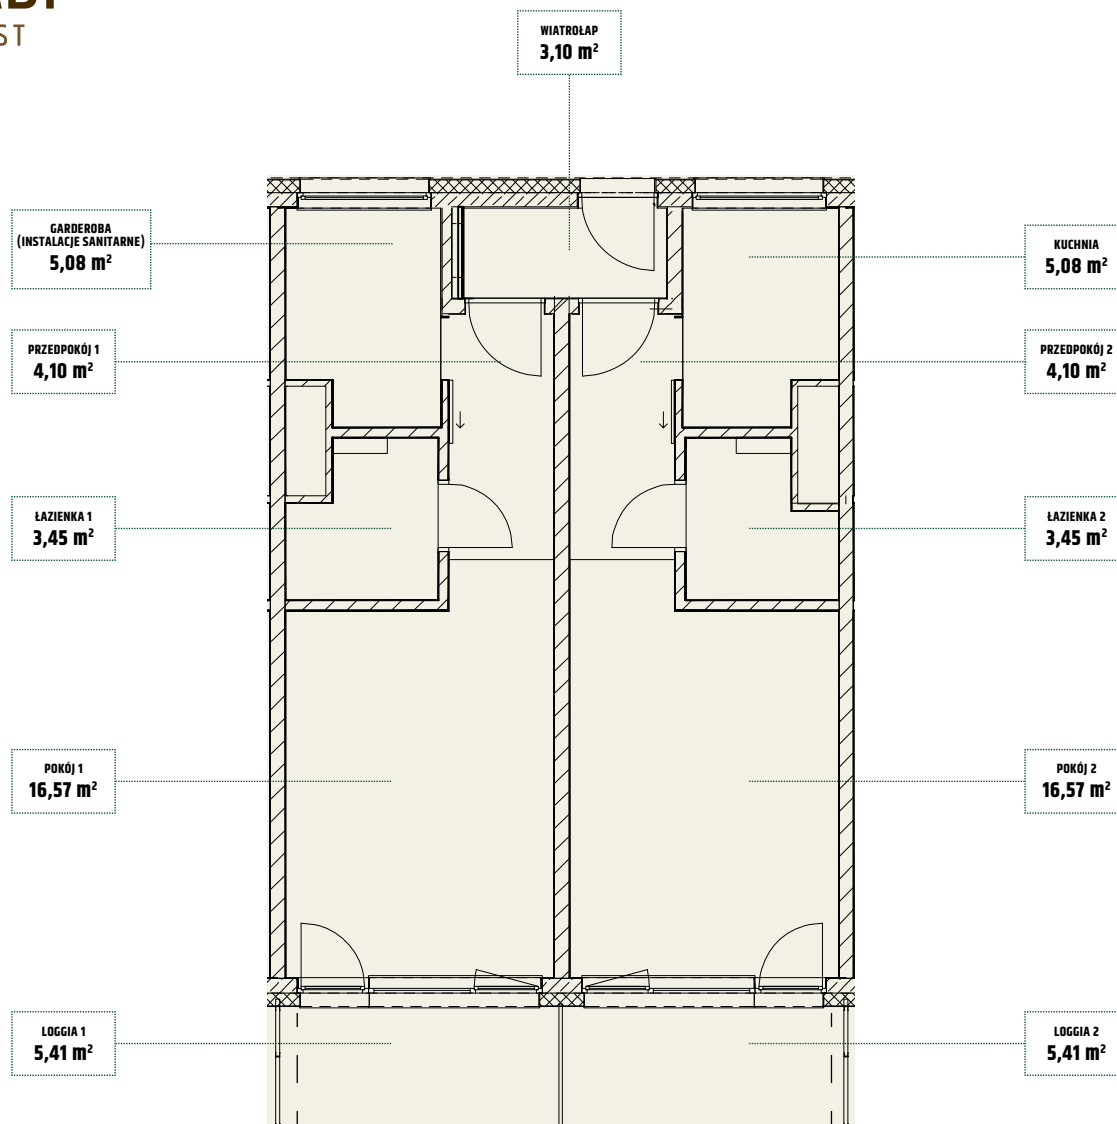 ST
WIATROŁAP
3,10 m²
GARDEROBA
(INSTALACJE SANITARNE)
5,08 m²
KUCHNIA
5,08 m²
PRZEDPOKÓJ 1
4,10 m²
PRZEDPOKÓJ 2
4,10 m²
ŁAZIENKA 1
3,45 m²
ŁAZIENKA 2
3,45 m²
POKÓJ 1
16,57 m²
POKÓJ 2
16,57 m²
LOGGIA 1
5,41 m²
LOGGIA 2
5,41 m²